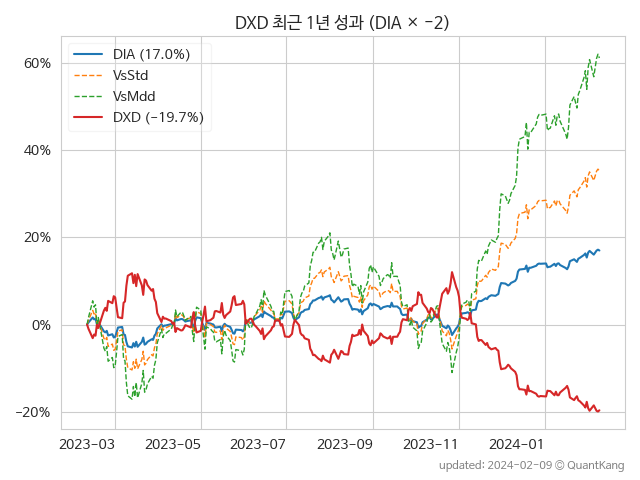 DXD 최근 1년 성과 (DIA × −2)
DIA (17.0%)
VsStd
VsMdd
DXD (−19.7%)
60%
40%
20%
0%
−20%
2023−03 2023−05 2023−07 2023−09 2023−11 2024−01
updated: 2024-02-09 © QuantKang